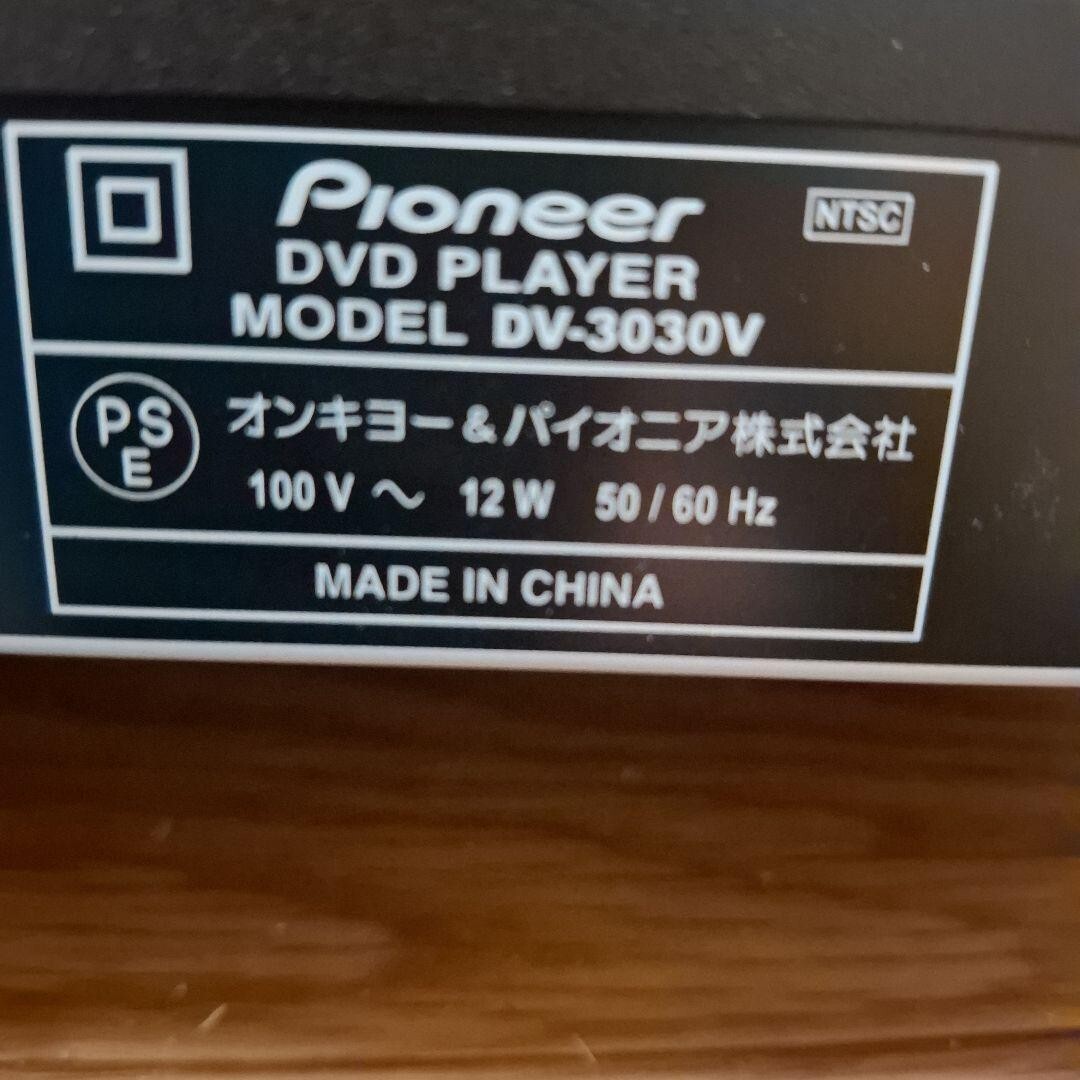 Pioneer
NTSC
DVD PLAYER
MODEL DV-3030V
PSE
オンキヨー&パイオニア株式会社
100 V ～ 12 W 50 / 60 Hz
MADE IN CHINA